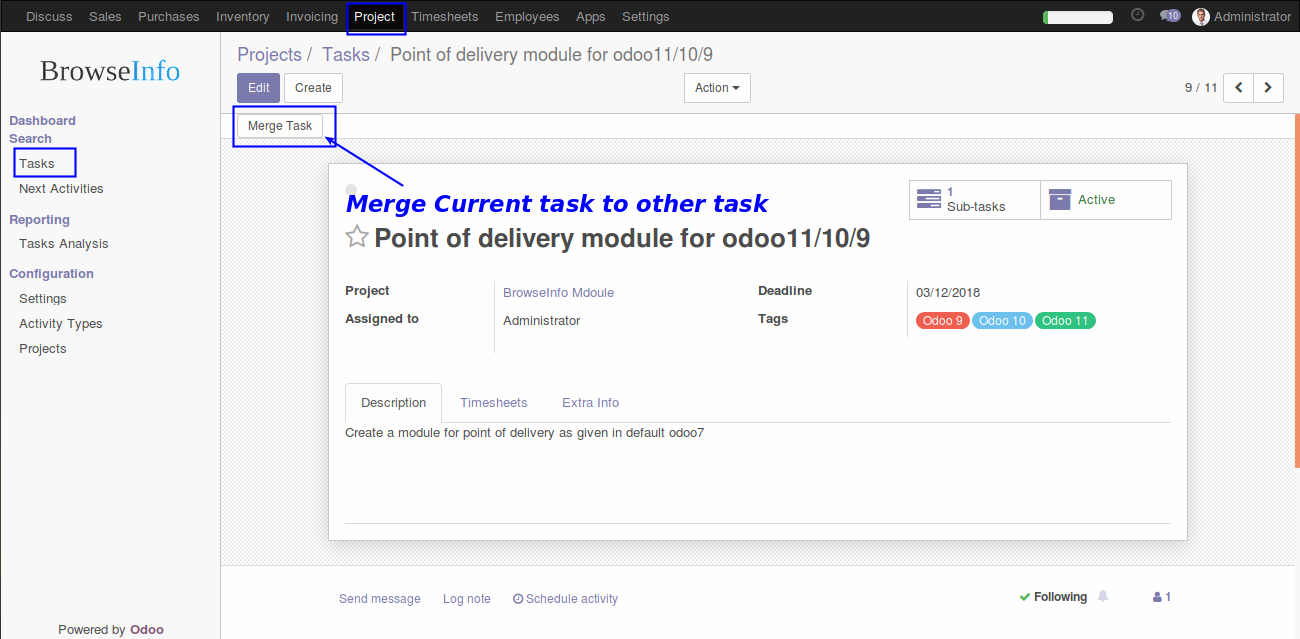 Discuss Sales Purchases Inventory Invoicing Project Timesheets Employees Apps Settings 10 Administrator
BrowseInfo
Dashboard
Search
Tasks
Next Activities
Reporting
Tasks Analysis
Configuration
Settings
Activity Types
Projects
Powered by Odoo
Projects / Tasks / Point of delivery module for odoo11/10/9
Edit Create Action 9 / 11
Merge Task
Merge Current task to other task
1
Sub-tasks
Active
Point of delivery module for odoo11/10/9
Project BrowseInfo Mdoule Deadline 03/12/2018
Assigned to Administrator Tags Odoo 9 Odoo 10 Odoo 11
Description Timesheets Extra Info
Create a module for point of delivery as given in default odoo7
Send message Log note Schedule activity Following 1